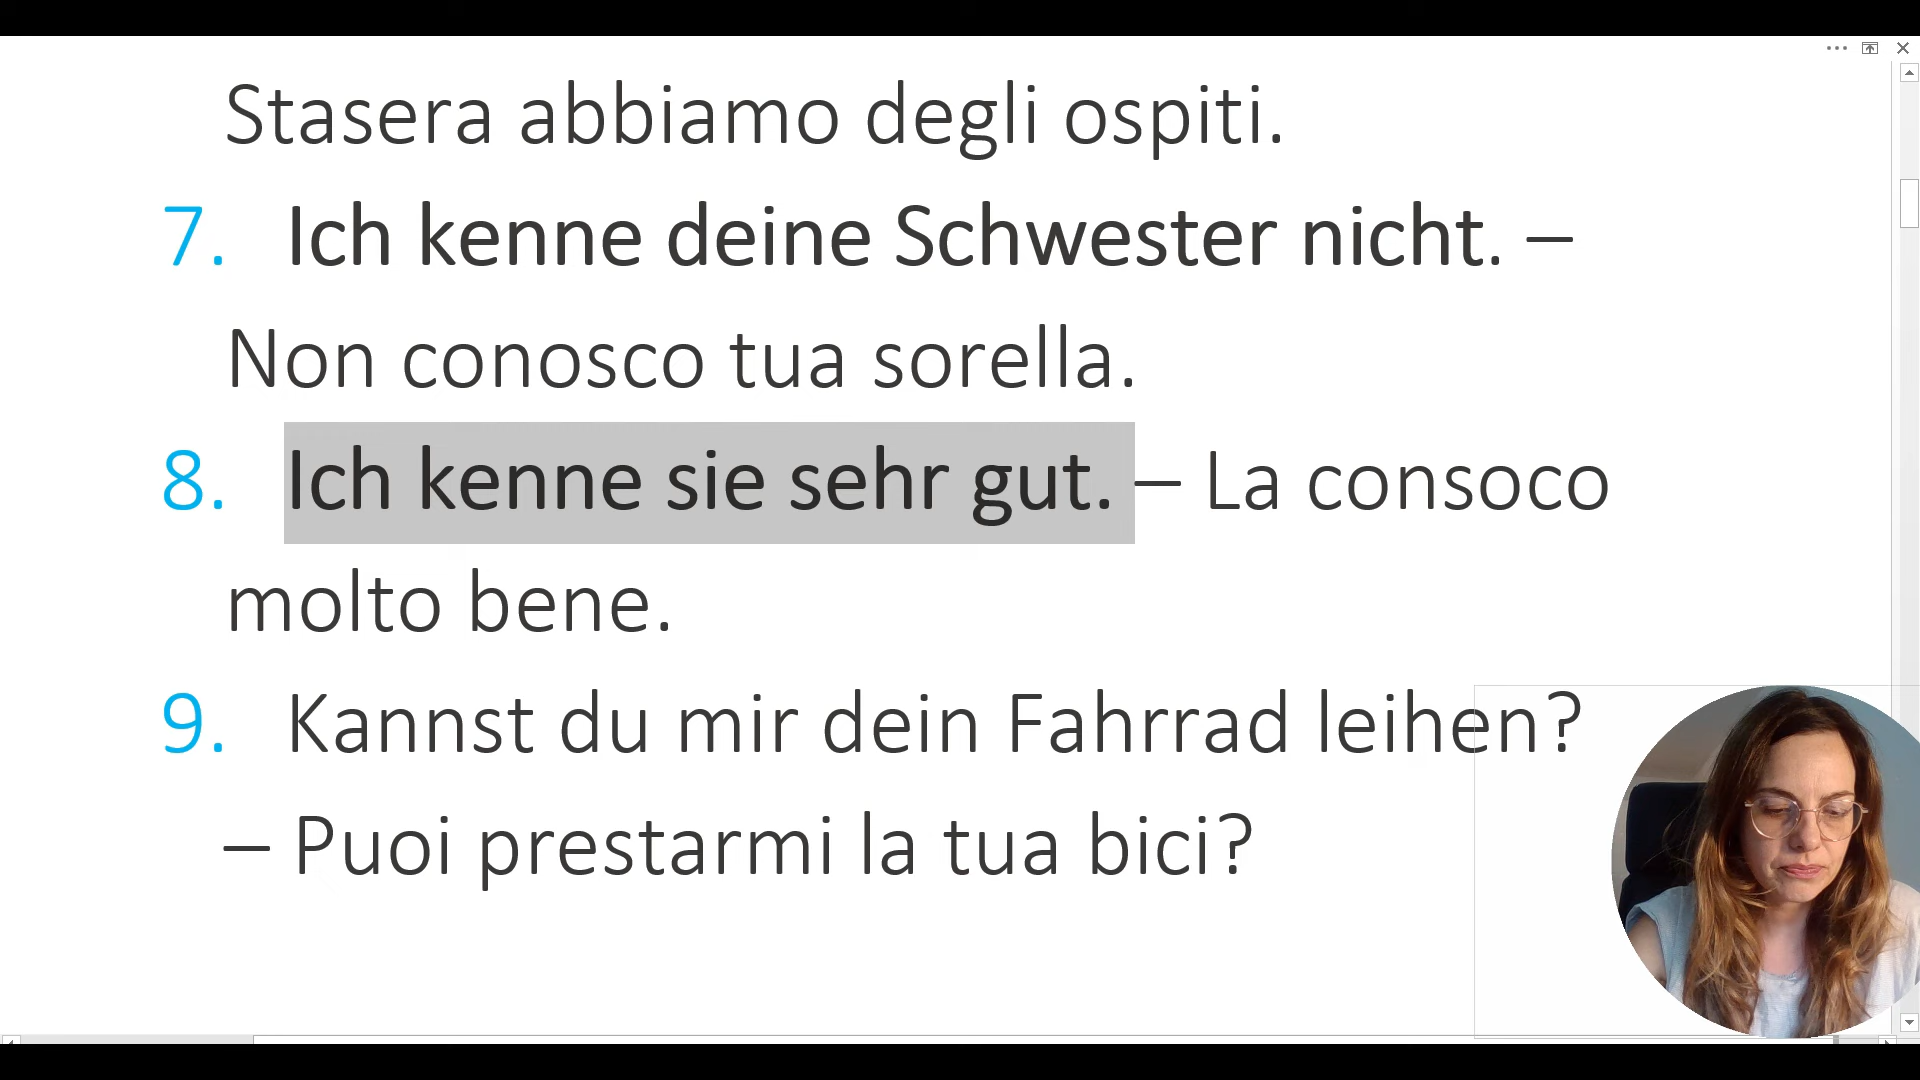 Stasera abbiamo degli ospiti.
7. Ich kenne deine Schwester nicht. –
Non conosco tua sorella.
8. Ich kenne sie sehr gut. – La consoco
molto bene.
9. Kannst du mir dein Fahrrad leihen?
– Puoi prestarmi la tua bici?